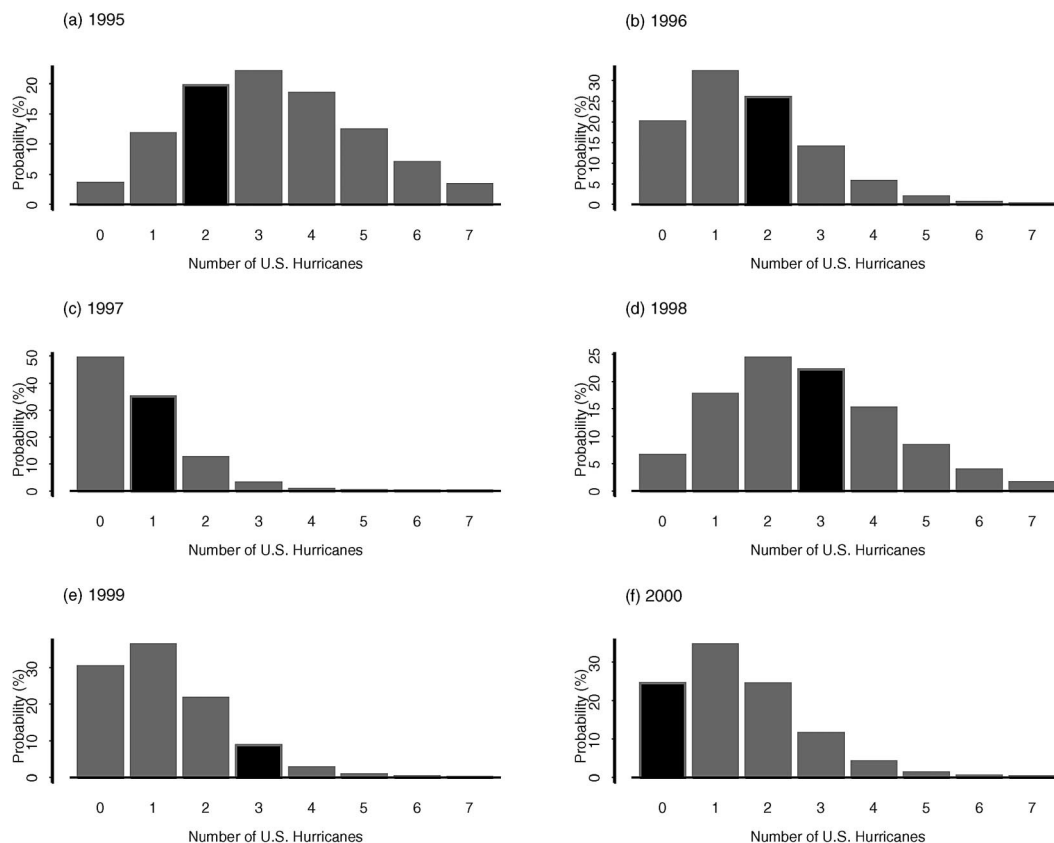 (a) 1995
Probability (%)
0 5 10 15 20
0 1 2 3 4 5 6 7
Number of U.S. Hurricanes
(b) 1996
Probability (%)
0 5 10 15 20 25 30
0 1 2 3 4 5 6 7
Number of U.S. Hurricanes
(c) 1997
Probability (%)
0 10 20 30 40 50
0 1 2 3 4 5 6 7
Number of U.S. Hurricanes
(d) 1998
Probability (%)
0 5 10 15 20 25
0 1 2 3 4 5 6 7
Number of U.S. Hurricanes
(e) 1999
Probability (%)
0 10 20 30
0 1 2 3 4 5 6 7
Number of U.S. Hurricanes
(f) 2000
Probability (%)
0 10 20 30
0 1 2 3 4 5 6 7
Number of U.S. Hurricanes